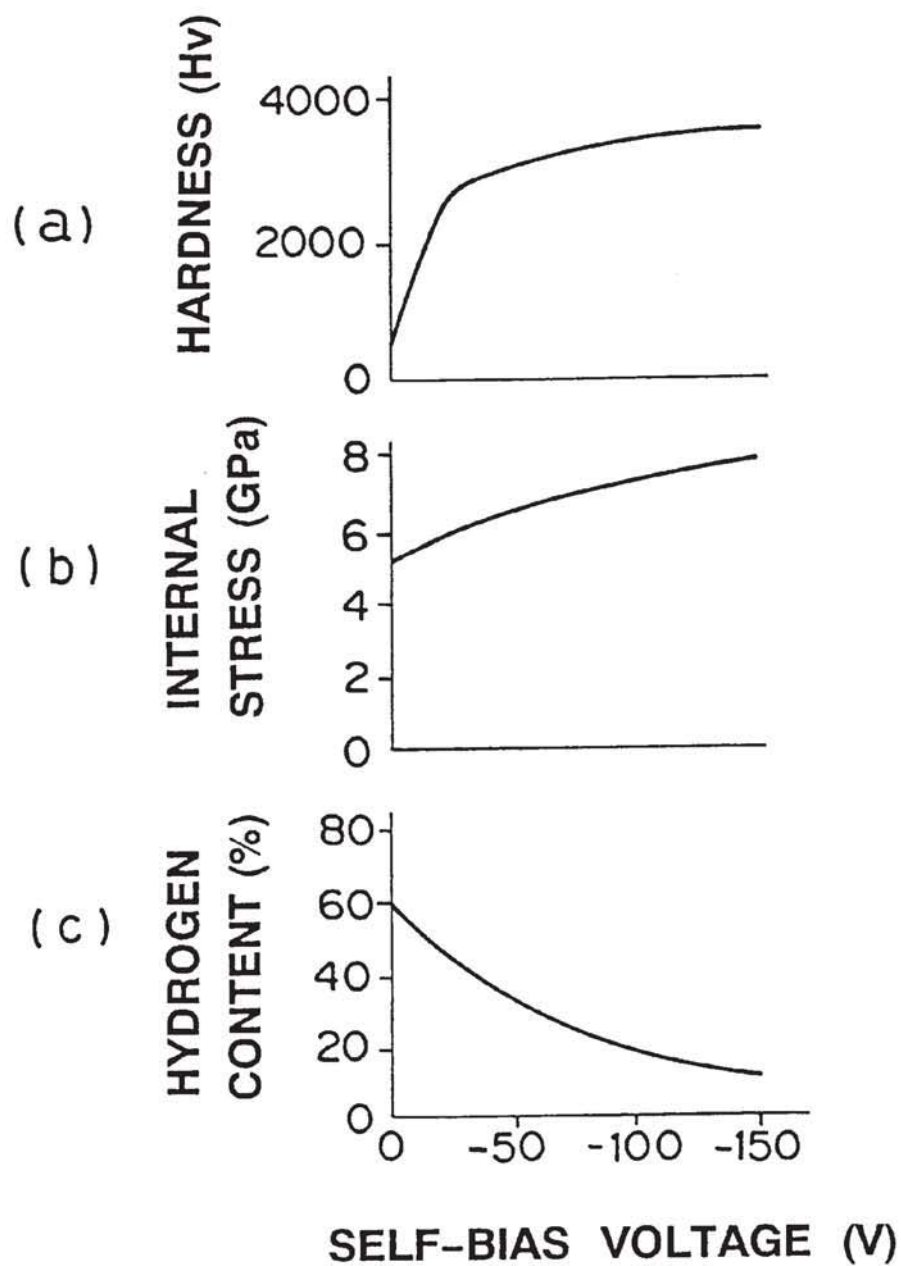 (a)
HARDNESS (Hv)
4000
2000
0
(b)
INTERNAL
STRESS (GPa)
8
6
4
2
0
(c)
HYDROGEN
CONTENT (%)
80
60
40
20
0
0 -50 -100 -150
SELF-BIAS VOLTAGE (V)